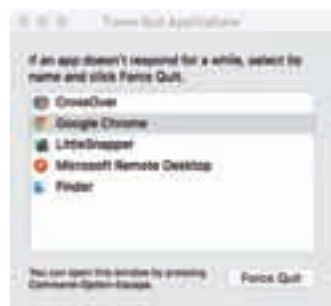 Force Quit Applications
If an app doesn't respond for a while, select its
name and click Force Quit.
CrossOver
Google Chrome
LittleSnapper
Microsoft Remote Desktop
Finder
You can open this window by pressing
Command-Option-Escape.
Force Quit